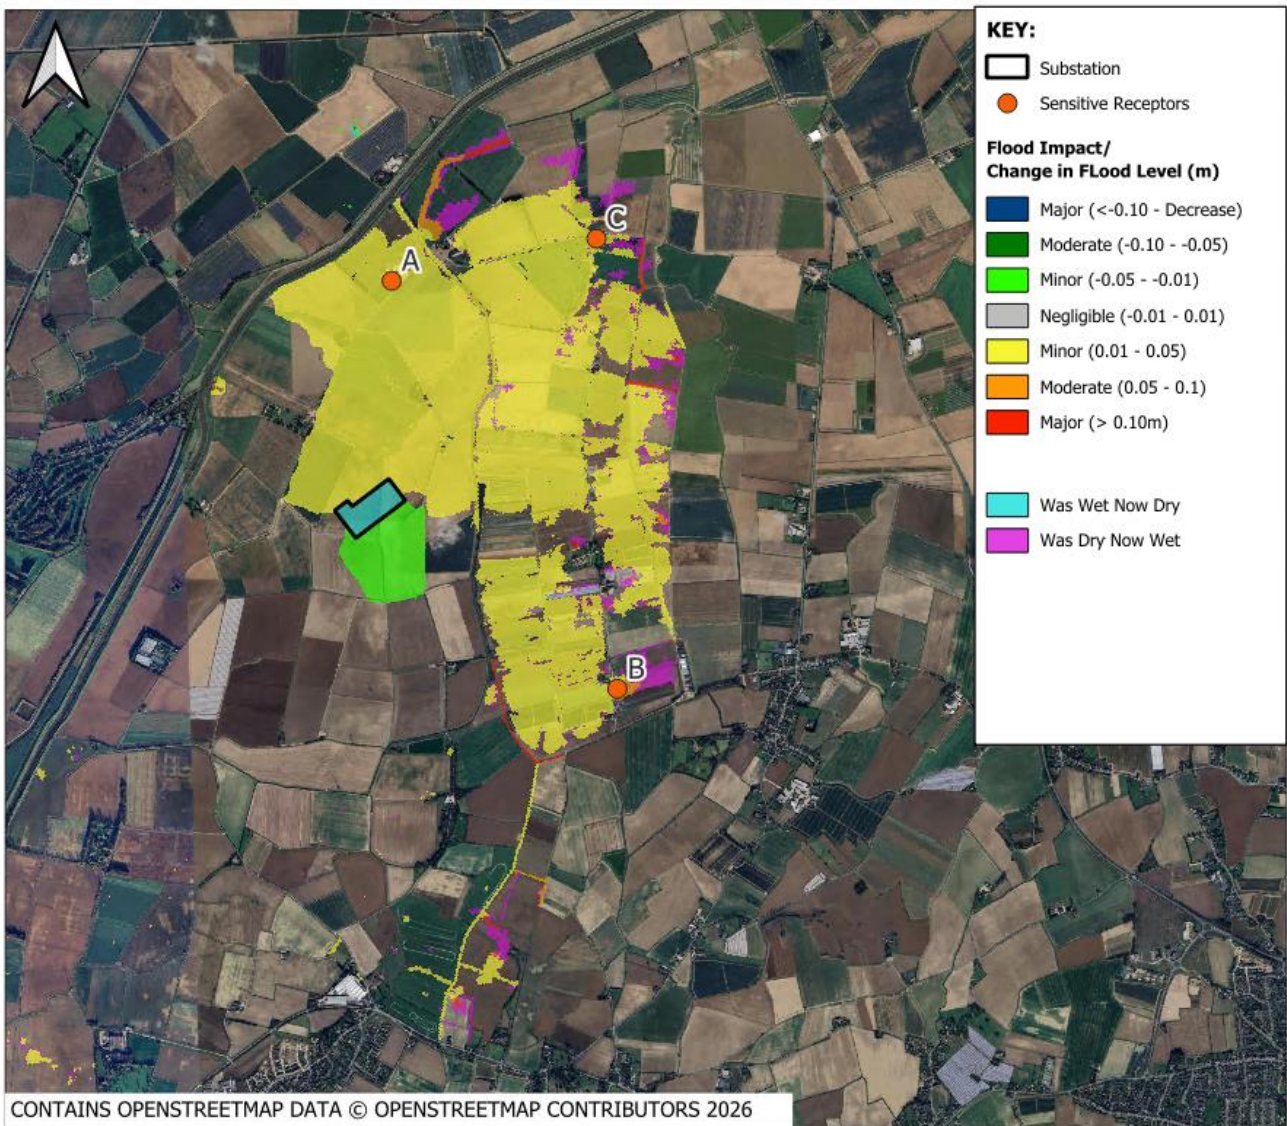 KEY:
Substation
Sensitive Receptors
Flood Impact/
Change in FLood Level (m)
Major (<-0.10 - Decrease)
Moderate (-0.10 - -0.05)
Minor (-0.05 - -0.01)
Negligible (-0.01 - 0.01)
Minor (0.01 - 0.05)
Moderate (0.05 - 0.1)
Major (> 0.10m)
Was Wet Now Dry
Was Dry Now Wet
C
A
B
CONTAINS OPENSTREETMAP DATA © OPENSTREETMAP CONTRIBUTORS 2026